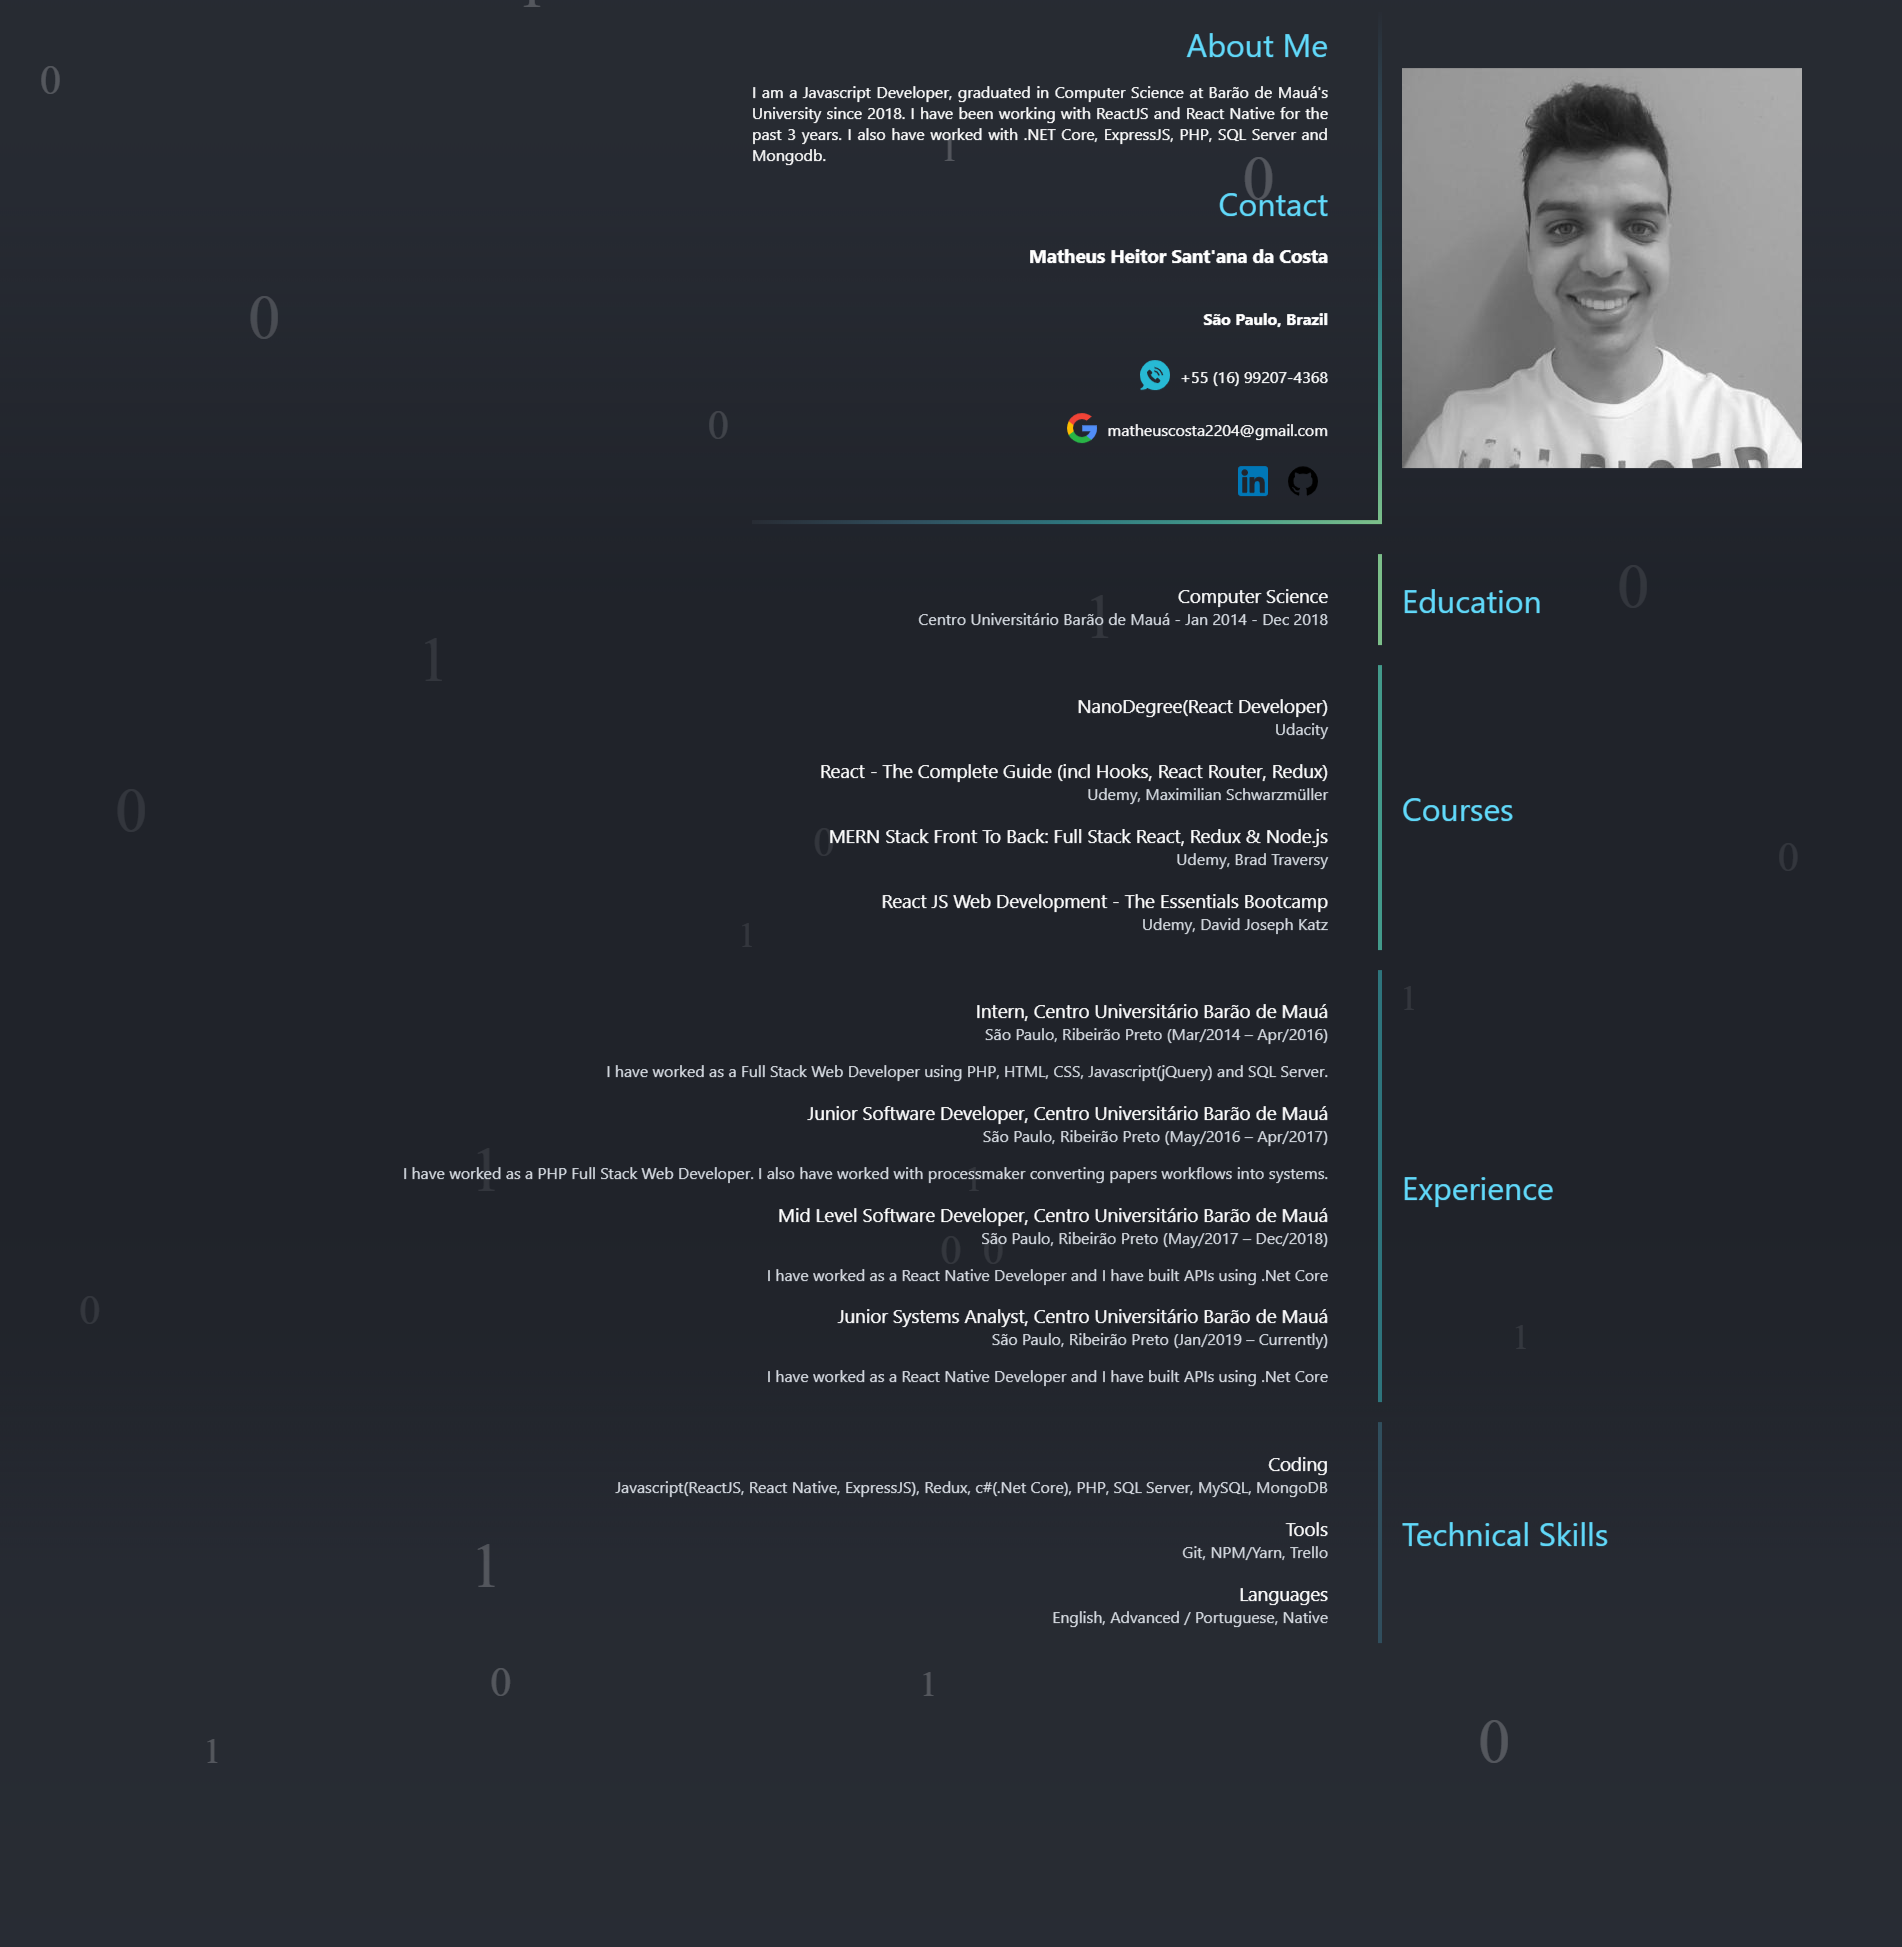 About Me
I am a Javascript Developer, graduated in Computer Science at Barão de Mauá's
University since 2018. I have been working with ReactJS and React Native for the
past 3 years. I also have worked with .NET Core, ExpressJS, PHP, SQL Server and
Mongodb.
Contact
Matheus Heitor Sant'ana da Costa
São Paulo, Brazil
+55 (16) 99207-4368
matheuscosta2204@gmail.com
Education
Computer Science
Centro Universitário Barão de Mauá - Jan 2014 - Dec 2018
Courses
NanoDegree(React Developer)
Udacity
React - The Complete Guide (incl Hooks, React Router, Redux)
Udemy, Maximilian Schwarzmüller
MERN Stack Front To Back: Full Stack React, Redux & Node.js
Udemy, Brad Traversy
React JS Web Development - The Essentials Bootcamp
Udemy, David Joseph Katz
Experience
Intern, Centro Universitário Barão de Mauá
São Paulo, Ribeirão Preto (Mar/2014 – Apr/2016)
I have worked as a Full Stack Web Developer using PHP, HTML, CSS, Javascript(jQuery) and SQL Server.
Junior Software Developer, Centro Universitário Barão de Mauá
São Paulo, Ribeirão Preto (May/2016 – Apr/2017)
I have worked as a PHP Full Stack Web Developer. I also have worked with processmaker converting papers workflows into systems.
Mid Level Software Developer, Centro Universitário Barão de Mauá
São Paulo, Ribeirão Preto (May/2017 – Dec/2018)
I have worked as a React Native Developer and I have built APIs using .Net Core
Junior Systems Analyst, Centro Universitário Barão de Mauá
São Paulo, Ribeirão Preto (Jan/2019 – Currently)
I have worked as a React Native Developer and I have built APIs using .Net Core
Technical Skills
Coding
Javascript(ReactJS, React Native, ExpressJS), Redux, c#(.Net Core), PHP, SQL Server, MySQL, MongoDB
Tools
Git, NPM/Yarn, Trello
Languages
English, Advanced / Portuguese, Native